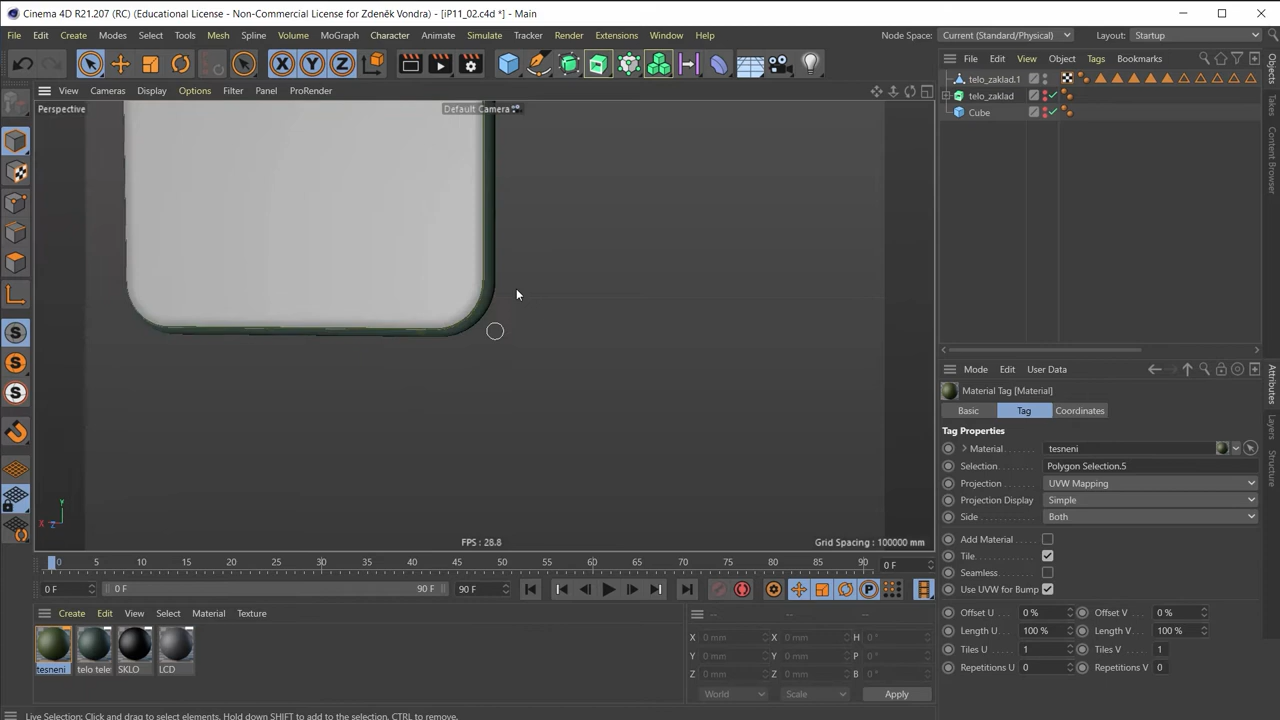 Cinema 4D R21.207 (RC) (Educational License - Non-Commercial License for Zdeněk Vondra) - [iP11_02.c4d *] - Main
File Edit Create Modes Select Tools Mesh Spline Volume MoGraph Character Animate Simulate Tracker Render Extensions Window Help Node Space: Current (Standard/Physical) Layout: Startup
X Y Z
File Edit View Object Tags Bookmarks
View Cameras Display Options Filter Panel ProRender
Perspective Default Camera
telo_zaklad.1
telo_zaklad
Cube
Objects
Takes
Content Browser
Attributes
Layers
Structure
Mode Edit User Data
Material Tag [Material]
Basic Tag Coordinates
Tag Properties
Material tesneni
Selection Polygon Selection.5
Projection UVW Mapping
Projection Display Simple
Side Both
Add Material
Tile
Seamless
Use UVW for Bump
Offset U 0 % Offset V 0 %
Length U 100 % Length V 100 %
Tiles U 1 Tiles V 1
Repetitions U 0 Repetitions V 0
S
S
S
Y
X Z
FPS : 28.8 Grid Spacing : 100000 mm
0 5 10 15 20 25 30 35 40 45 50 55 60 65 70 75 80 85 90 0 F
0 F 0 F 90 F 90 F
P
Create Edit View Select Material Texture
tesneni telo tele SKLO LCD
-- -- --
X 0 mm X 0 mm H 0 °
Y 0 mm Y 0 mm P 0 °
Z 0 mm Z 0 mm B 0 °
World Scale Apply
Live Selection: Click and drag to select elements. Hold down SHIFT to add to the selection, CTRL to remove.